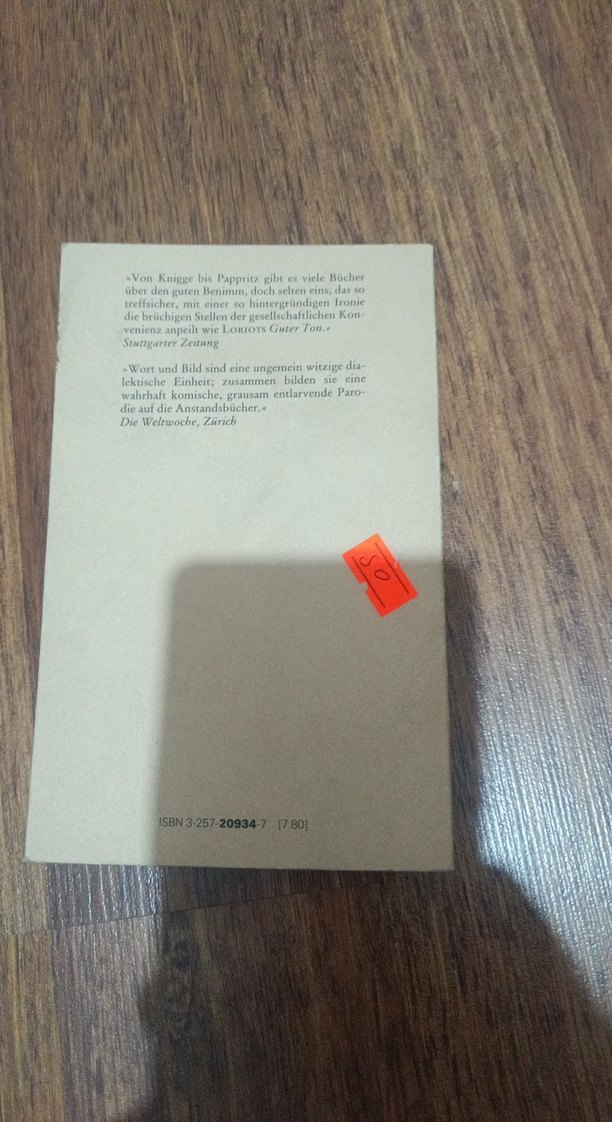 »Von Knigge bis Pappritz gibt es viele Bücher
über den guten Benimm, doch selten eins, das so
treffsicher, mit einer so hintergründigen Ironie
die brüchigen Stellen der gesellschaftlichen Kon-
venienz anpeilt wie LORIOTS Guter Ton.«
Stuttgarter Zeitung
»Wort und Bild sind eine ungemein witzige dia-
lektische Einheit; zusammen bilden sie eine
wahrhaft komische, grausam entlarvende Paro-
die auf die Anstandsbücher.«
Die Weltwoche, Zürich
50
ISBN 3-257-20934-7 [7.80]